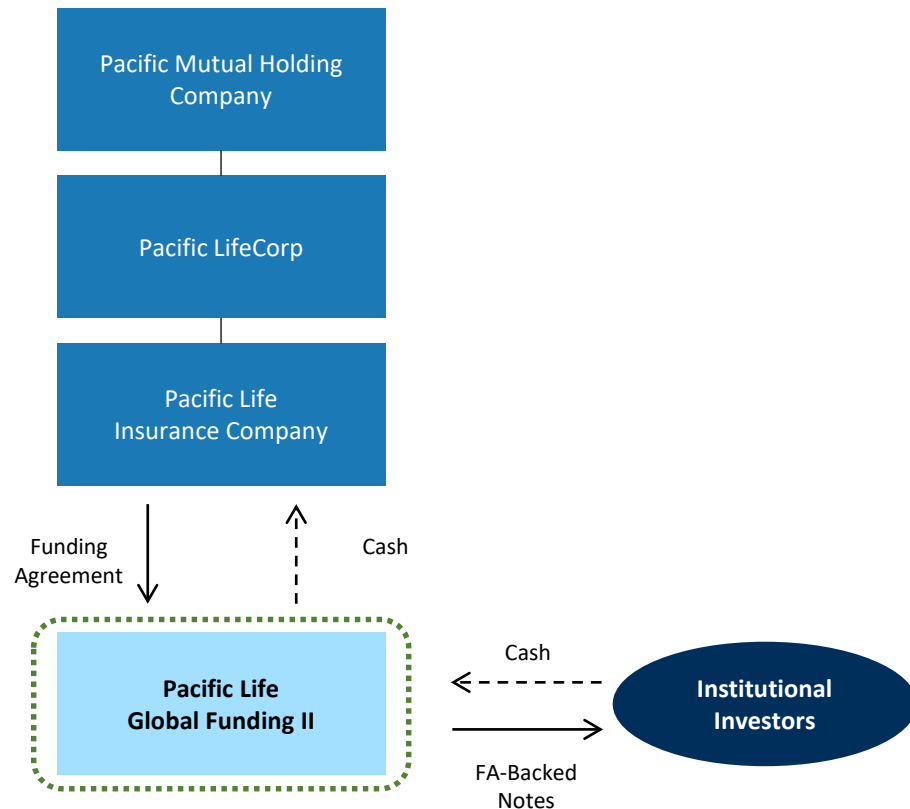 Pacific Mutual Holding
Company
Pacific LifeCorp
Pacific Life
Insurance Company
Funding
Agreement
Cash
Pacific Life
Global Funding II
Cash
FA-Backed
Notes
Institutional
Investors